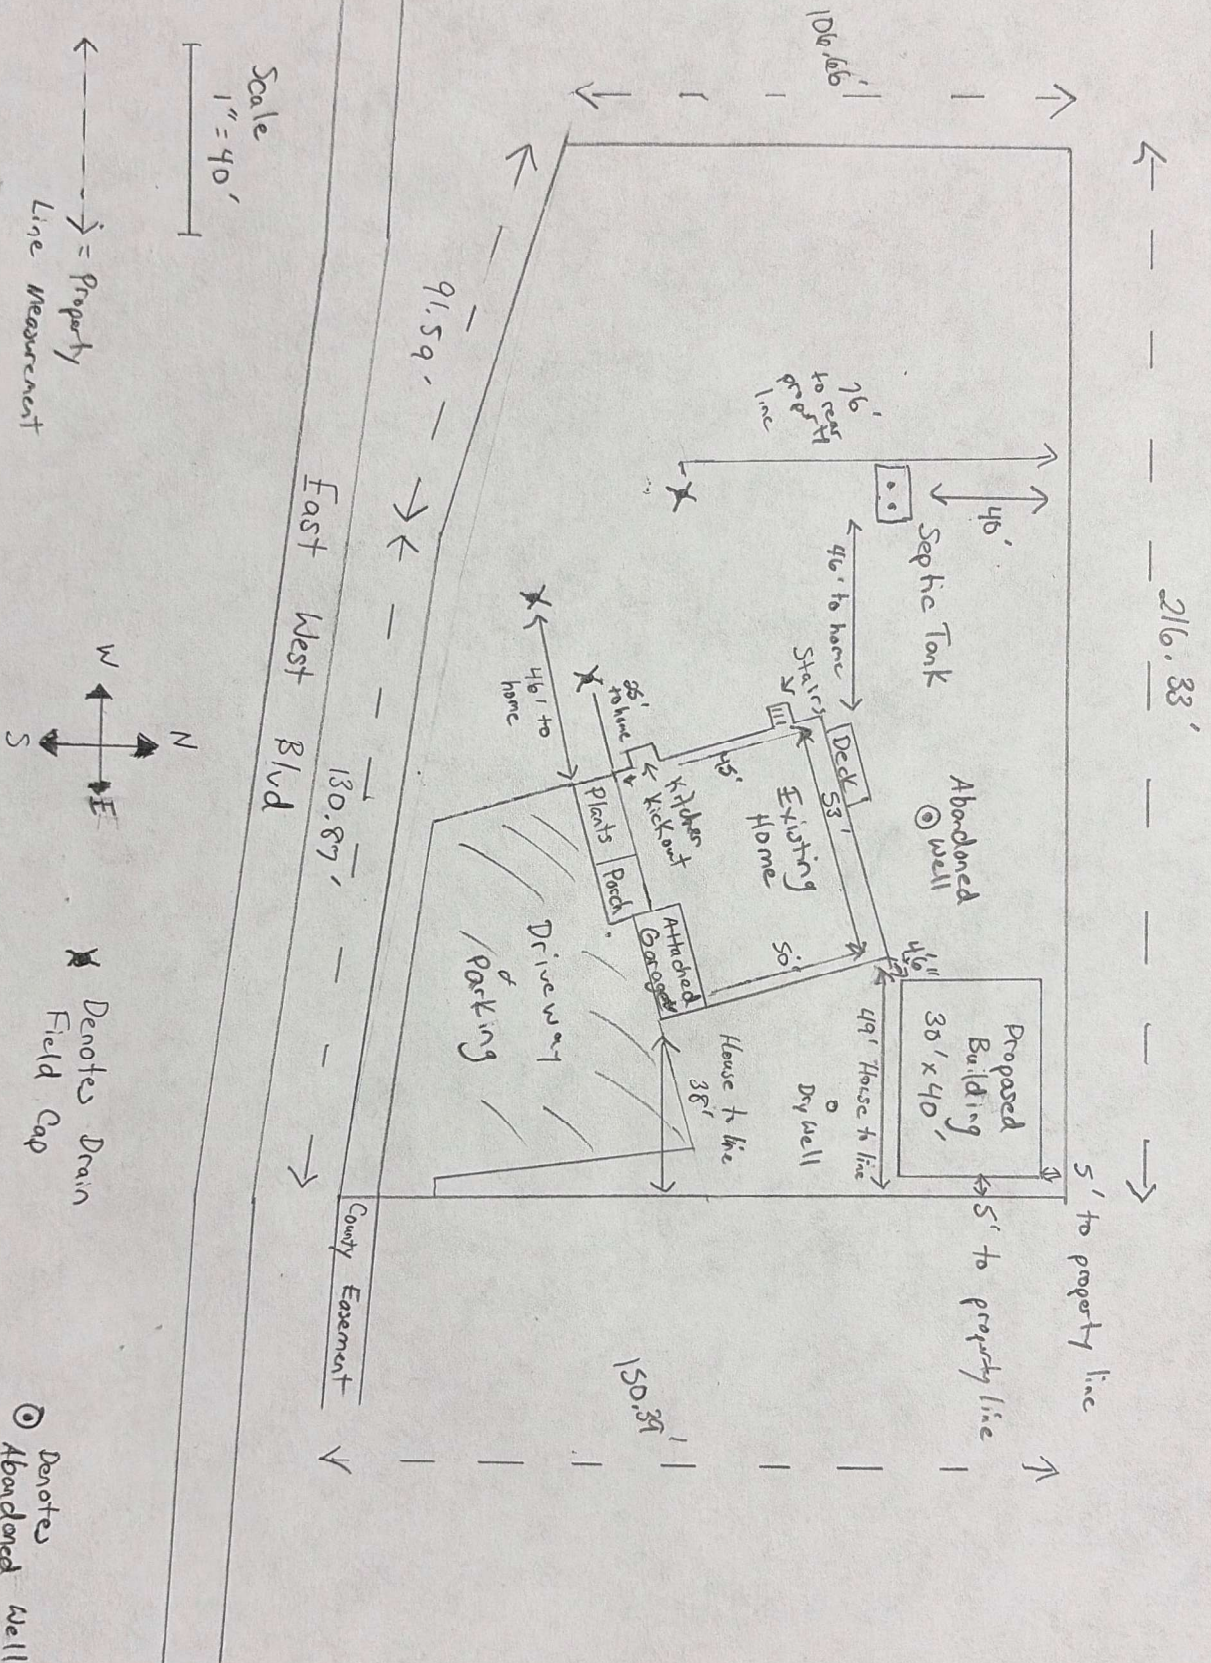 216.33'
106.66'
91.59'
130.87'
150.39'
76'
to rear
property
line
40'
Septic Tank
46' to home
Stairs
Deck
53'
Existing
Home
45'
50'
Abandoned
Well
4'6"
Proposed
Building
30' x 40'
5' to property line
5' to property line
49' House to line
Dry Well
House to line
38'
Kitchen
Kickout
25'
to home
46' to
home
Plants
Porch
Attached
Garage
Driveway
&
Parking
County Easement
East West Blvd
Scale
1" = 40'
= Property
Line Measurement
N
W
E
S
Denotes Drain
Field Cap
Denotes
Abandoned Well